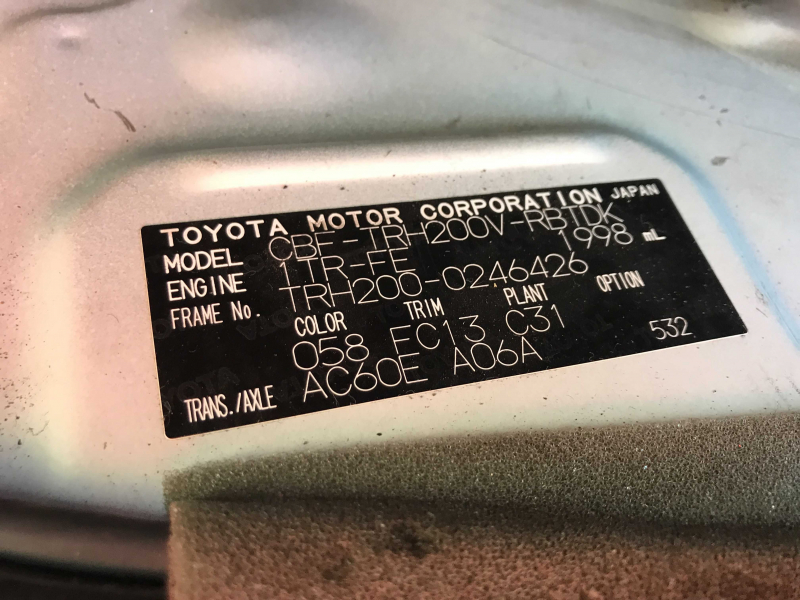 TOYOTA MOTOR CORPORATION JAPAN
MODEL CBF-TRH200V-RBTDK
ENGINE 1TR-FE 1998 mL
FRAME No. TRH200-0246426
COLOR TRIM PLANT OPTION
058 FC13 C31
TRANS./AXLE AC60E A06A 532